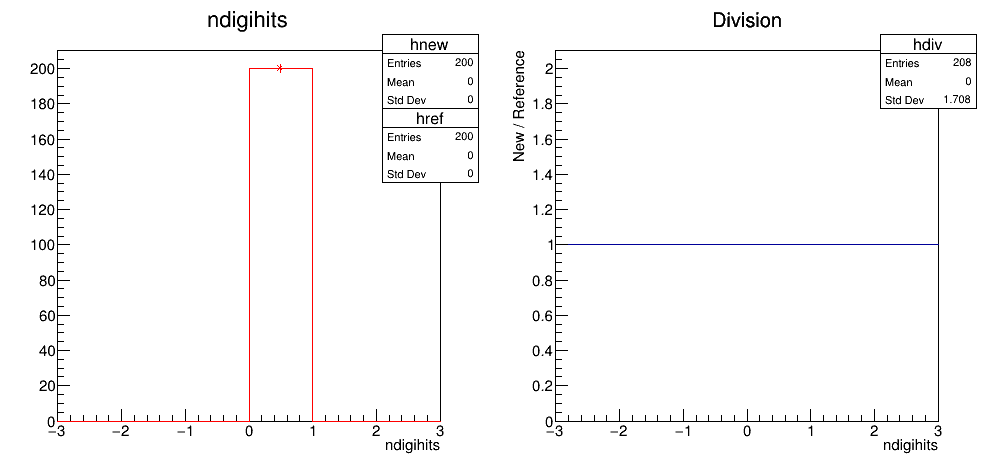 ndigihits
hnew
Entries 200
Mean 0
Std Dev 0
href
Entries 200
Mean 0
Std Dev 0
200
180
160
140
120
100
80
60
40
20
0
−3 −2 −1 0 1 2 3
ndigihits
Division
hdiv
Entries 208
Mean 0
Std Dev 1.708
New / Reference
2
1.8
1.6
1.4
1.2
1
0.8
0.6
0.4
0.2
0
−3 −2 −1 0 1 2 3
ndigihits